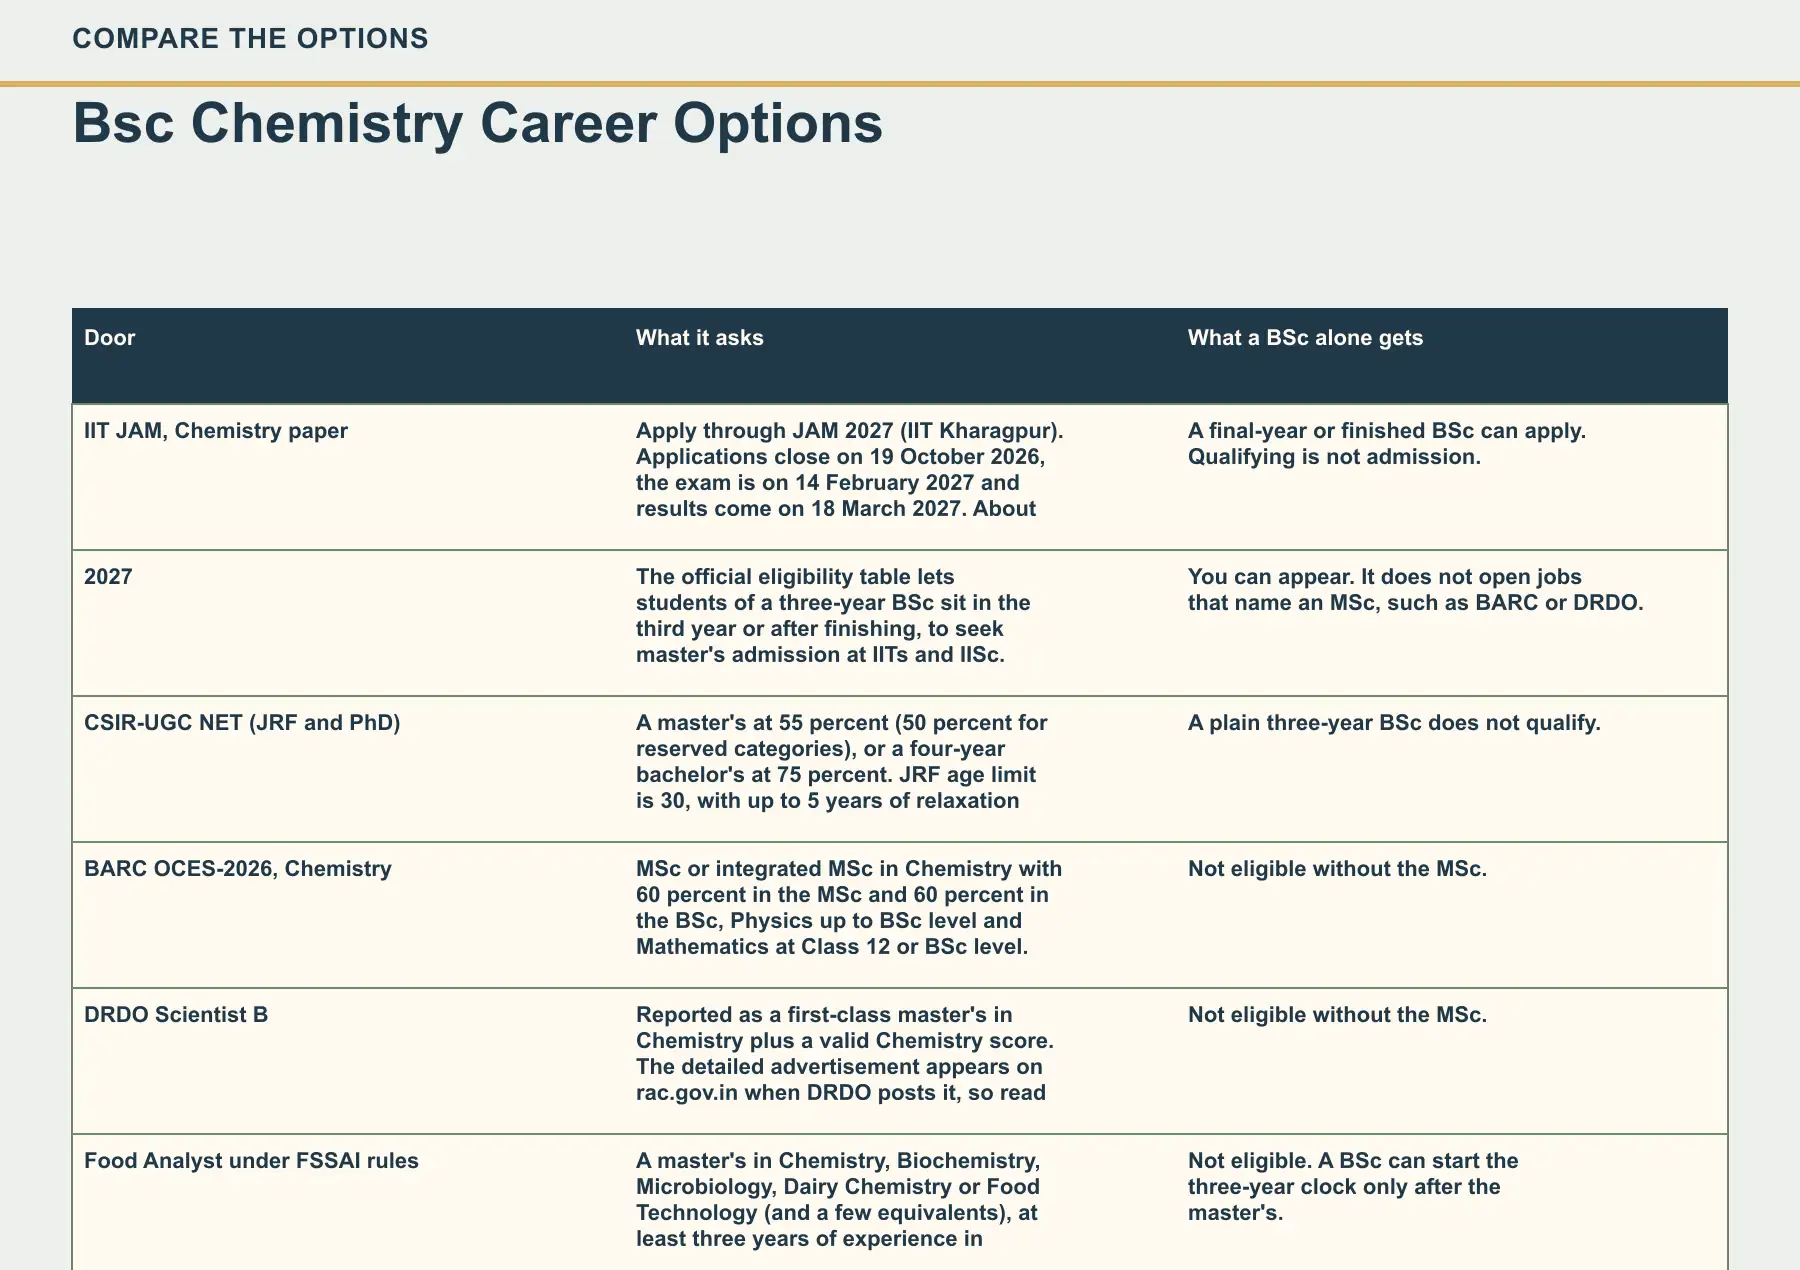 COMPARE THE OPTIONS
Bsc Chemistry Career Options
Door
What it asks
What a BSc alone gets
IIT JAM, Chemistry paper
Apply through JAM 2027 (IIT Kharagpur).
Applications close on 19 October 2026,
the exam is on 14 February 2027 and
results come on 18 March 2027. About
A final-year or finished BSc can apply.
Qualifying is not admission.
2027
The official eligibility table lets
students of a three-year BSc sit in the
third year or after finishing, to seek
master's admission at IITs and IISc.
You can appear. It does not open jobs
that name an MSc, such as BARC or DRDO.
CSIR-UGC NET (JRF and PhD)
A master's at 55 percent (50 percent for
reserved categories), or a four-year
bachelor's at 75 percent. JRF age limit
is 30, with up to 5 years of relaxation
A plain three-year BSc does not qualify.
BARC OCES-2026, Chemistry
MSc or integrated MSc in Chemistry with
60 percent in the MSc and 60 percent in
the BSc, Physics up to BSc level and
Mathematics at Class 12 or BSc level.
Not eligible without the MSc.
DRDO Scientist B
Reported as a first-class master's in
Chemistry plus a valid Chemistry score.
The detailed advertisement appears on
rac.gov.in when DRDO posts it, so read
Not eligible without the MSc.
Food Analyst under FSSAI rules
A master's in Chemistry, Biochemistry,
Microbiology, Dairy Chemistry or Food
Technology (and a few equivalents), at
least three years of experience in
Not eligible. A BSc can start the
three-year clock only after the
master's.